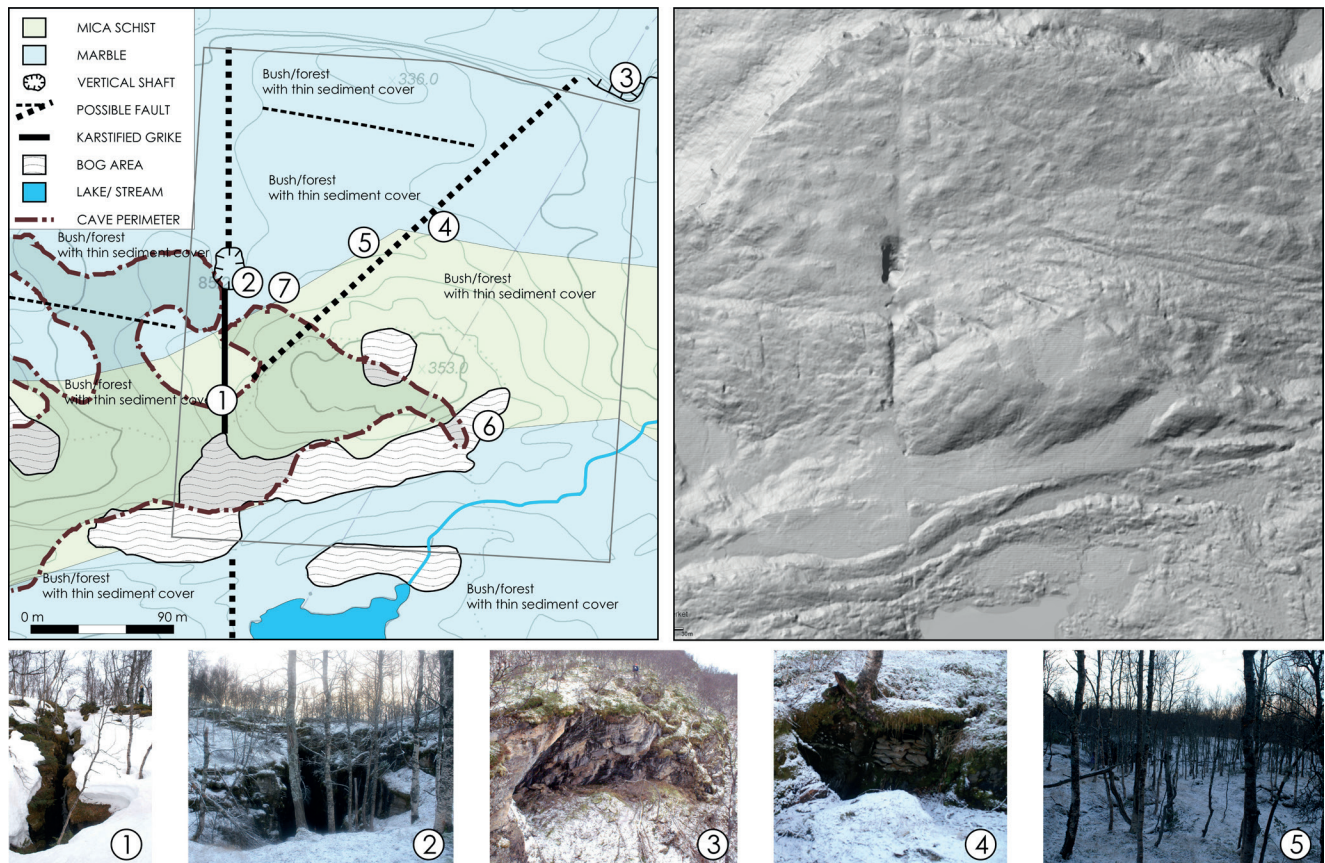 MICA SCHIST
MARBLE
VERTICAL SHAFT
POSSIBLE FAULT
KARSTIFIED GRIKE
BOG AREA
LAKE/ STREAM
CAVE PERIMETER
Bush/forest
with thin sediment cover
336.0
3
Bush/forest
with thin sediment cover
4
5
Bush/forest
with thin sediment cover
2
85
7
Bush/forest
with thin sediment cover
353.0
Bush/forest
with thin sediment cove
1
6
Bush/forest
with thin sediment cover
Bush/forest
with thin sediment cover
0 m 90 m
1
2
3
4
5